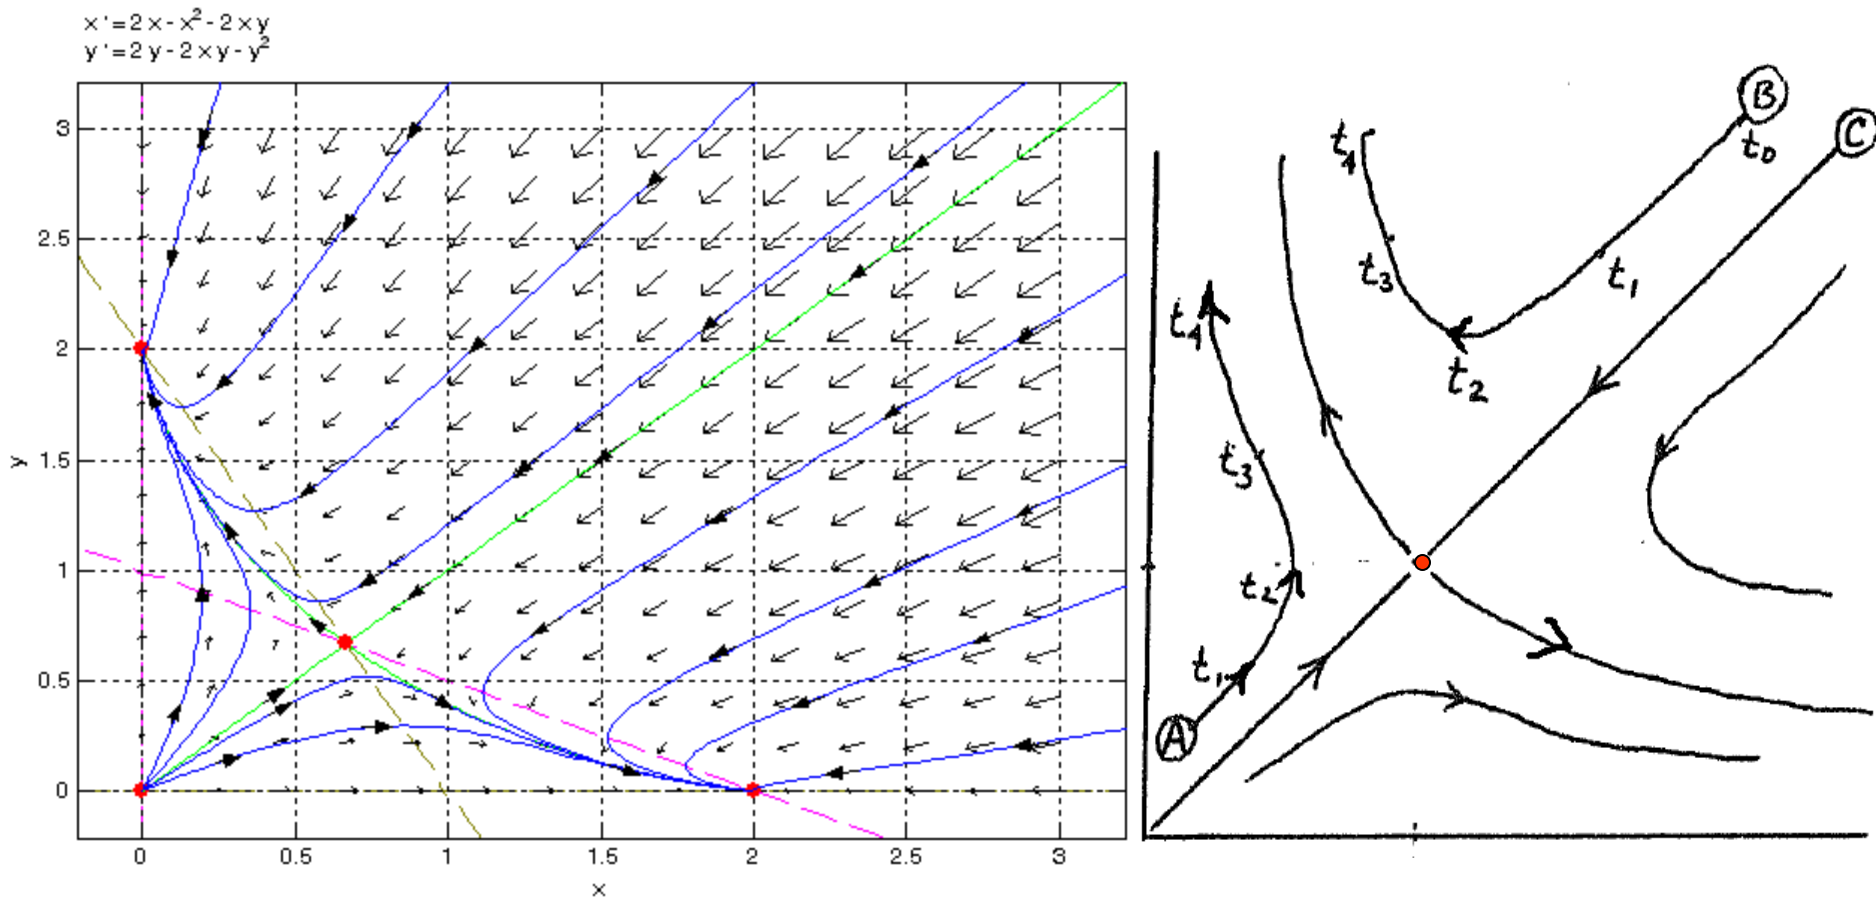 x'=2x-x²-2xy
y'=2y-2xy-y²
3
2.5
2
1.5
1
0.5
0
y
0 0.5 1 1.5 2 2.5 3
x
B
t₀
C
t₄
t₁
t₃
t₂
t₄
t₃
t₂
t₁
A